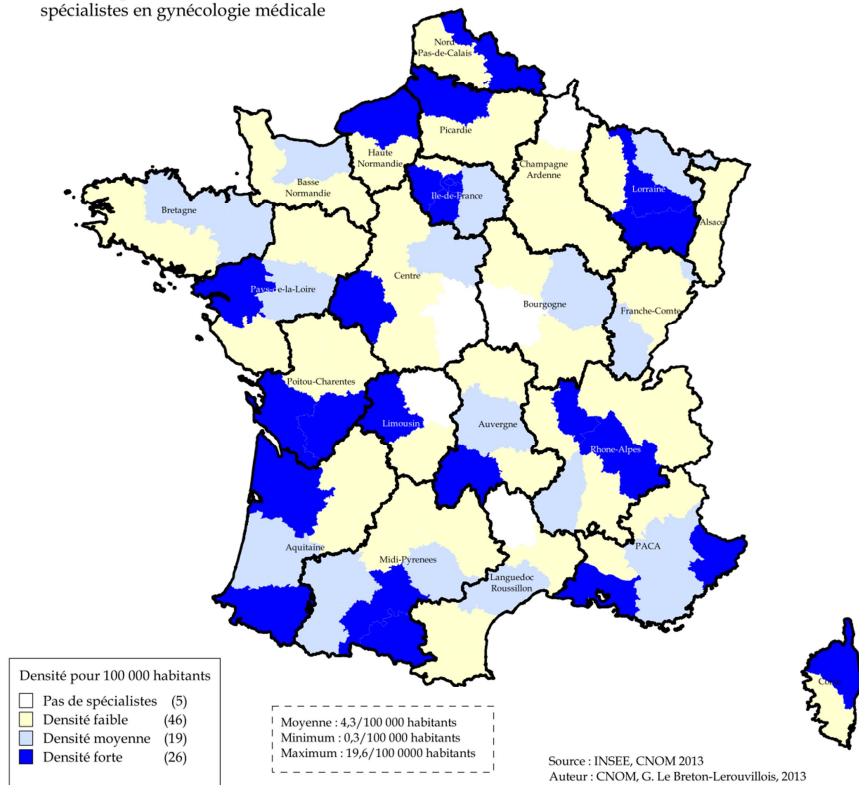 spécialistes en gynécologie médicale
Nord
Pas-de-Calais
Picardie
Haute
Normandie
Basse
Normandie
Champagne
Ardenne
Lorraine
Ile-de-France
Alsace
Bretagne
Pays-de-la-Loire
Centre
Bourgogne
Franche-Comte
Poitou-Charentes
Limousin
Auvergne
Rhone-Alpes
Aquitaine
Midi-Pyrenees
PACA
Languedoc
Roussillon
Densité pour 100 000 habitants
Pas de spécialistes (5)
Densité faible (46)
Densité moyenne (19)
Densité forte (26)
Moyenne : 4,3/100 000 habitants
Minimum : 0,3/100 000 habitants
Maximum : 19,6/100 0000 habitants
Source : INSEE, CNOM 2013
Auteur : CNOM, G. Le Breton-Lerouvillois, 2013